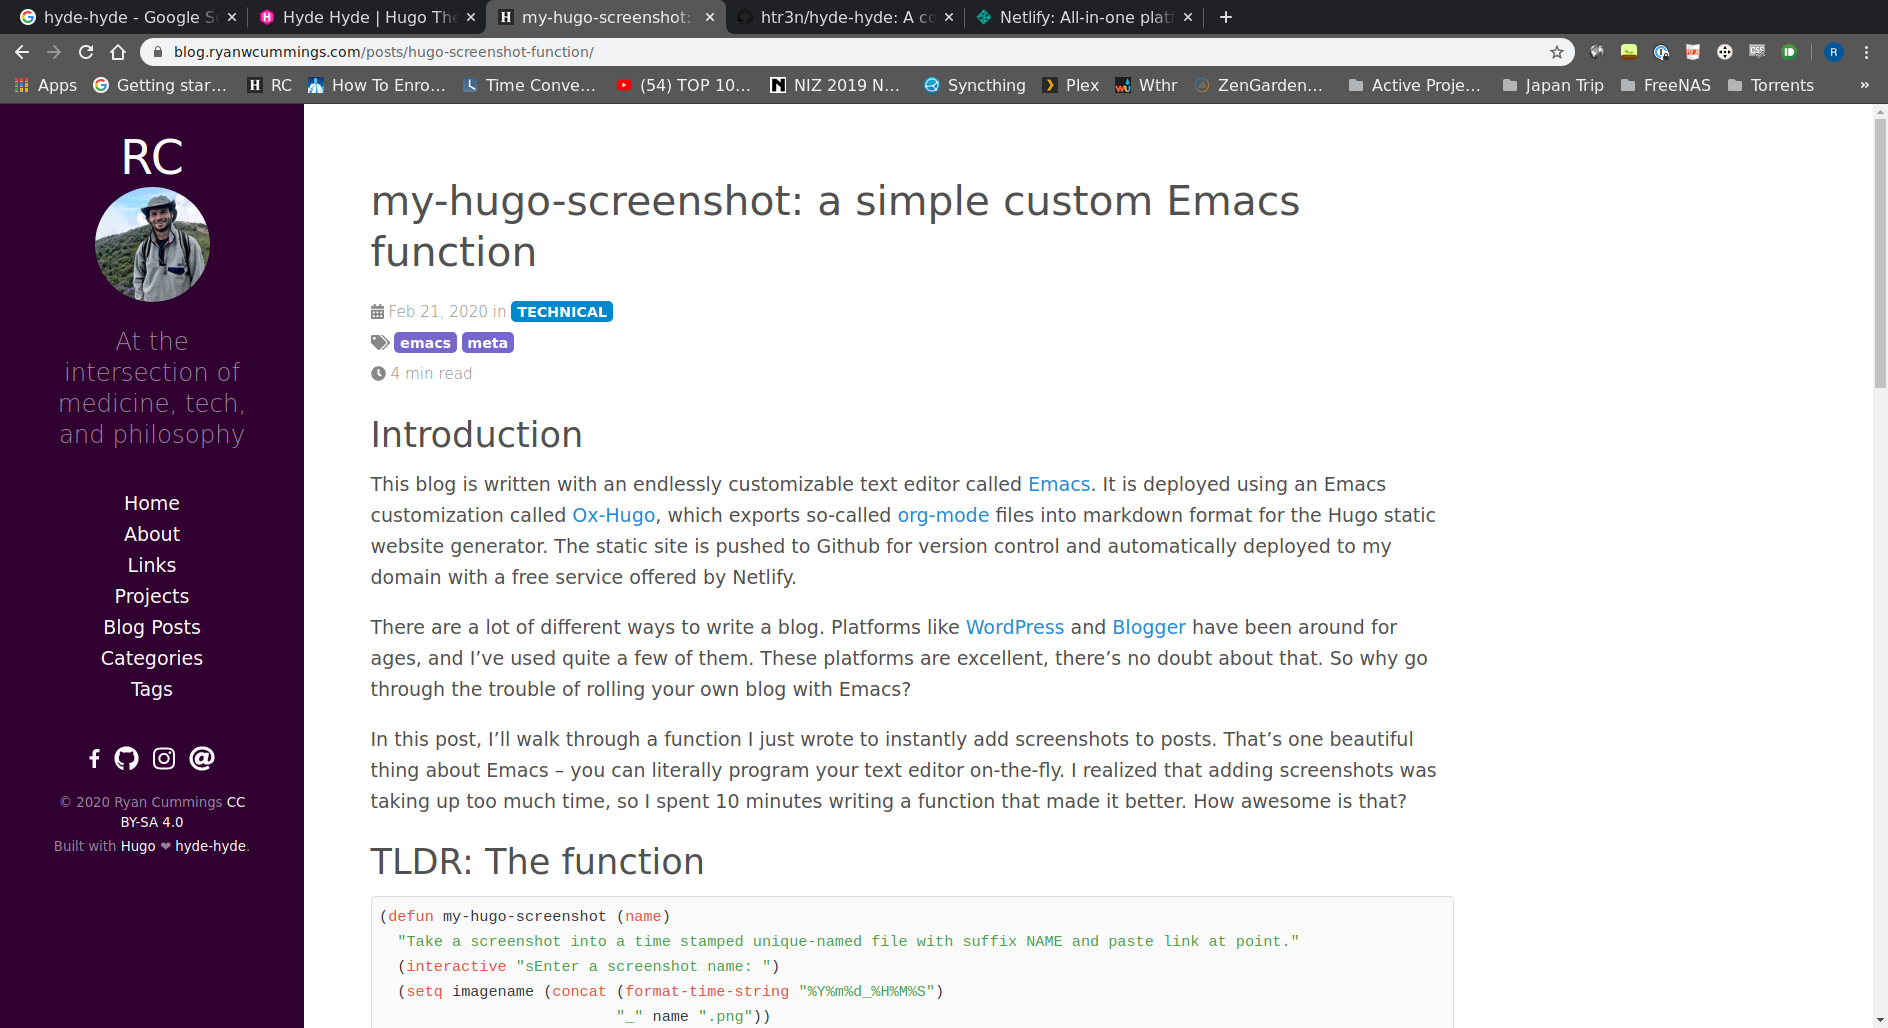 hyde-hyde - Google S
Hyde Hyde | Hugo The
my-hugo-screenshot:
htr3n/hyde-hyde: A co
Netlify: All-in-one plat
blog.ryanwcummings.com/posts/hugo-screenshot-function/
R
Apps
Getting star...
RC
How To Enro...
Time Conve...
(54) TOP 10...
NIZ 2019 N...
Syncthing
Plex
Wthr
ZenGarden...
Active Proje...
Japan Trip
FreeNAS
Torrents
»
RC
At the
intersection of
medicine, tech,
and philosophy
Home
About
Links
Projects
Blog Posts
Categories
Tags
© 2020 Ryan Cummings CC
BY-SA 4.0
Built with Hugo ❤ hyde-hyde.
my-hugo-screenshot: a simple custom Emacs
function
Feb 21, 2020 in TECHNICAL
emacs meta
4 min read
Introduction
This blog is written with an endlessly customizable text editor called Emacs. It is deployed using an Emacs
customization called Ox-Hugo, which exports so-called org-mode files into markdown format for the Hugo static
website generator. The static site is pushed to Github for version control and automatically deployed to my
domain with a free service offered by Netlify.
There are a lot of different ways to write a blog. Platforms like WordPress and Blogger have been around for
ages, and I’ve used quite a few of them. These platforms are excellent, there’s no doubt about that. So why go
through the trouble of rolling your own blog with Emacs?
In this post, I’ll walk through a function I just wrote to instantly add screenshots to posts. That’s one beautiful
thing about Emacs – you can literally program your text editor on-the-fly. I realized that adding screenshots was
taking up too much time, so I spent 10 minutes writing a function that made it better. How awesome is that?
TLDR: The function
(defun my-hugo-screenshot (name)
"Take a screenshot into a time stamped unique-named file with suffix NAME and paste link at point."
(interactive "sEnter a screenshot name: ")
(setq imagename (concat (format-time-string "%Y%m%d_%H%M%S")
"_" name ".png"))